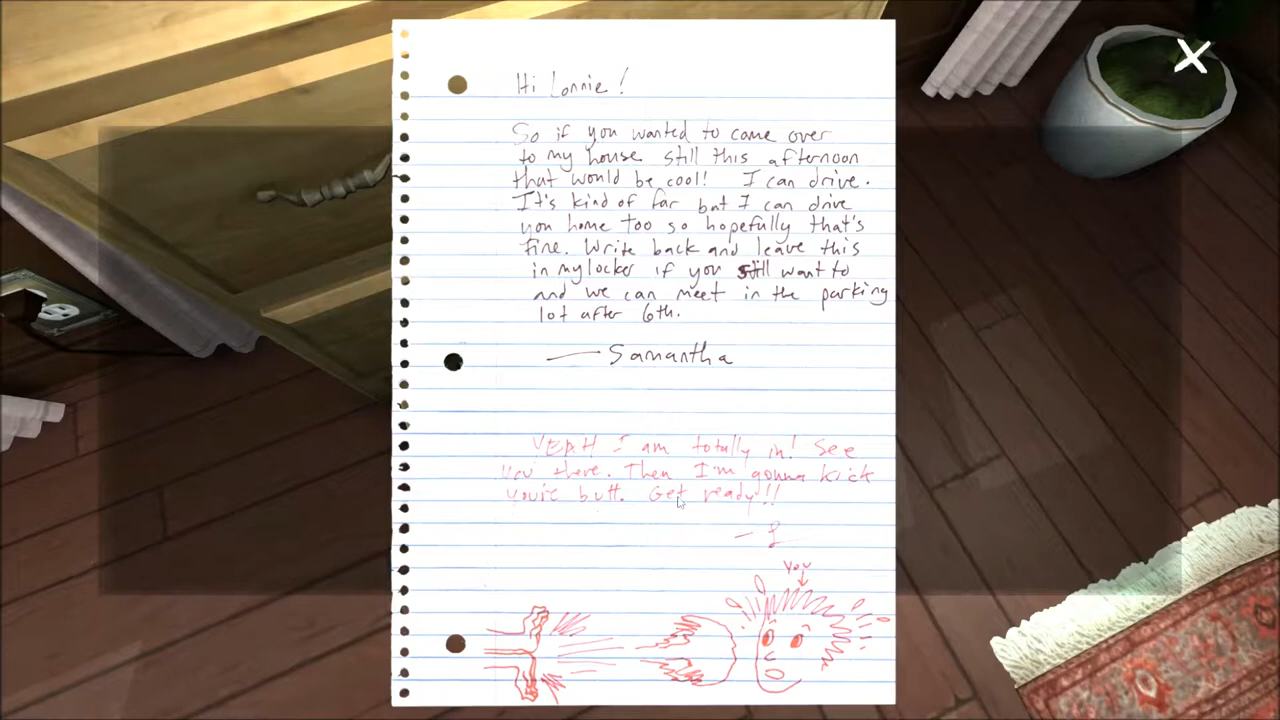 Hi Lonnie!
So if you wanted to come over
to my house still this afternoon
that would be cool! I can drive.
It's kind of far but I can drive
you home too so hopefully that's
fine. Write back and leave this
in my locker if you still want to
and we can meet in the parking
lot after 6th.
— Samantha
YEAH I am totally in! See
you there. Then I'm gonna kick
you're butt. Get ready!!
- L
you